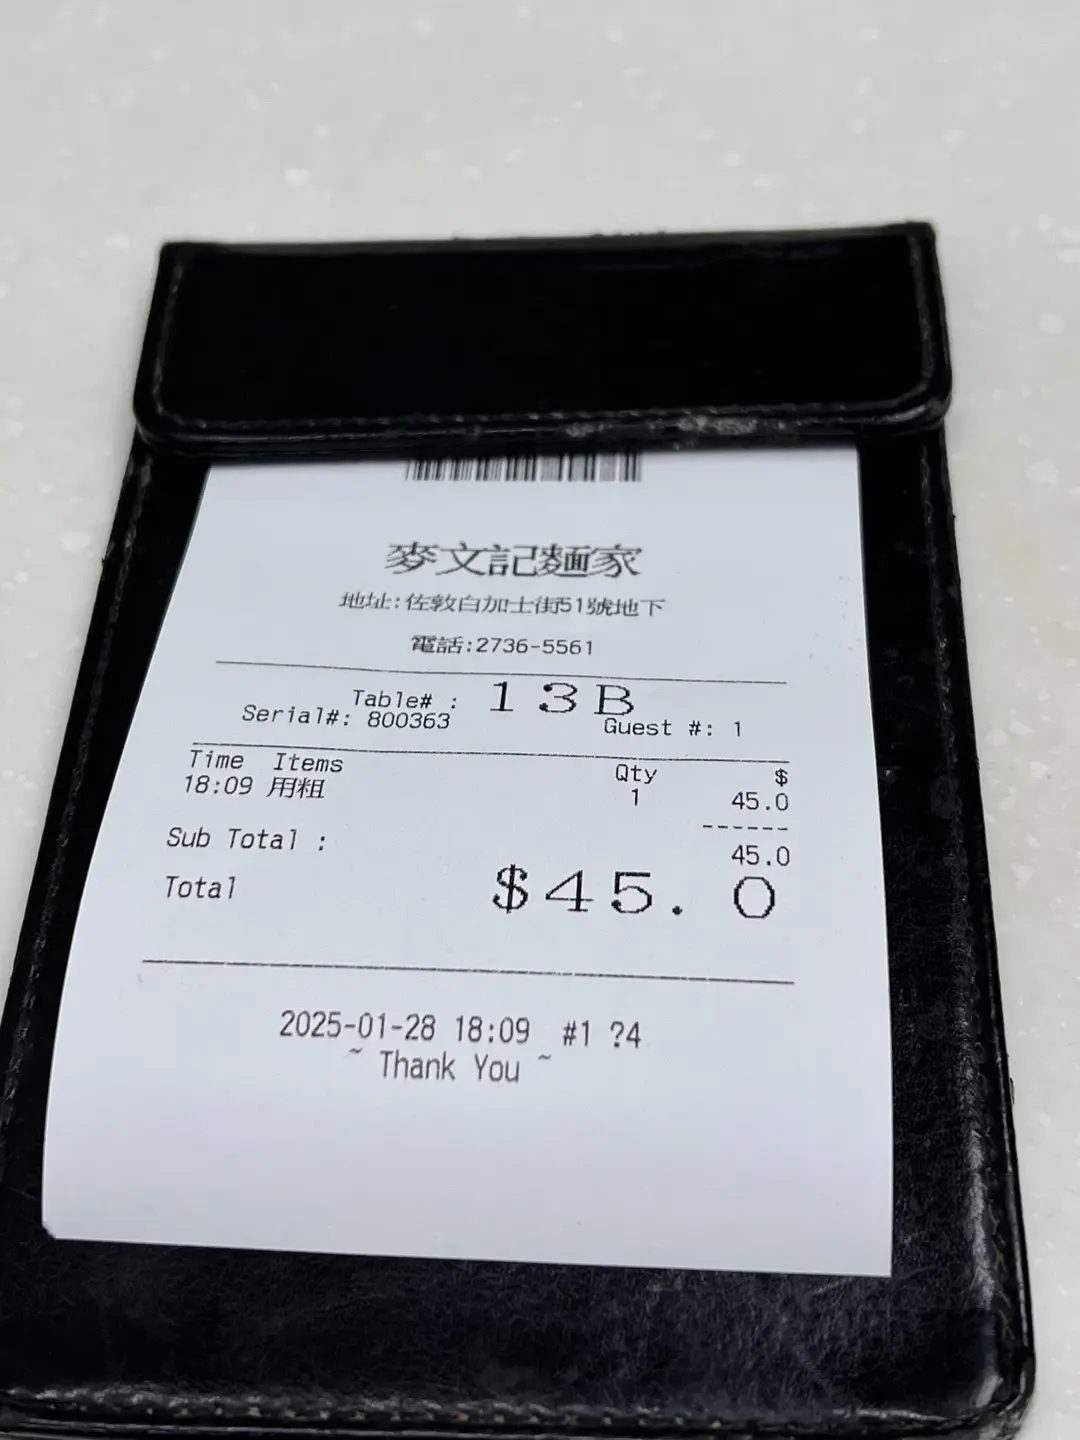 麥文記麵家
地址:佐敦白加士街51號地下
電話:2736-5561
Table# : 13B
Serial#: 800363 Guest #: 1
Time Items Qty $
18:09 用粗 1 45.0
------
Sub Total : 45.0
Total $45.0
2025-01-28 18:09 #1 ?4
~ Thank You ~